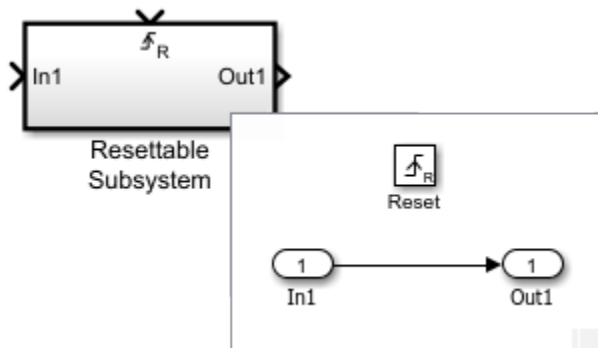 R
In1
Out1
Resettable
Subsystem
R
Reset
1
1
In1
Out1